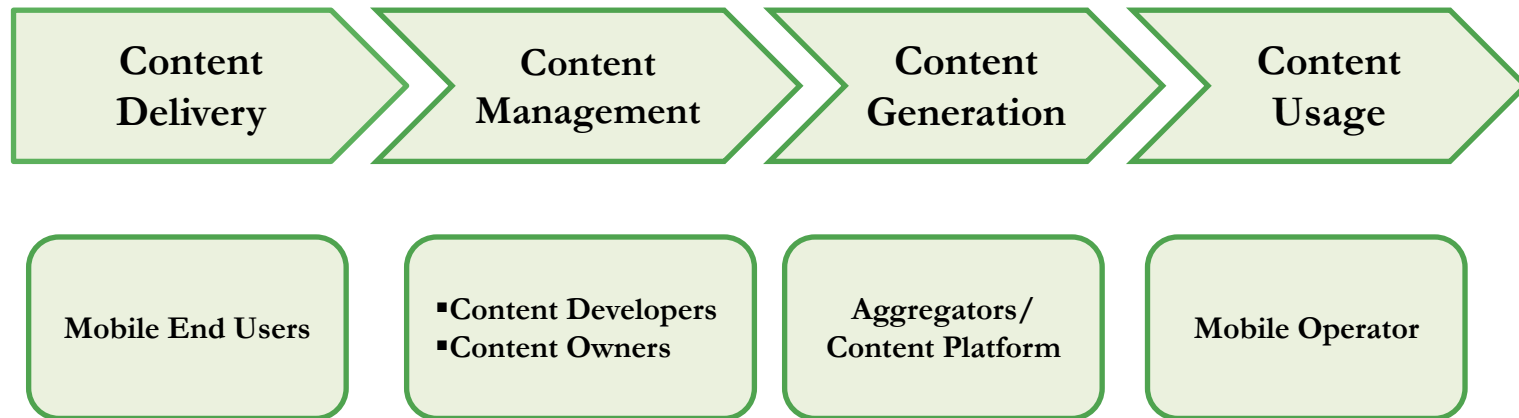 Content
Delivery
Content
Management
Content
Generation
Content
Usage
Mobile End Users
▪Content Developers
▪Content Owners
Aggregators/
Content Platform
Mobile Operator